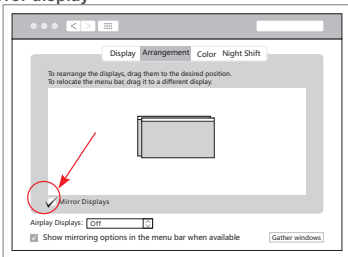 Display Arrangement Color Night Shift
To rearrange the displays, drag them to the desired position.
To relocate the menu bar, drag it to a different display.
Mirror Displays
Airplay Displays: Off
Show mirroring options in the menu bar when available
Gather windows